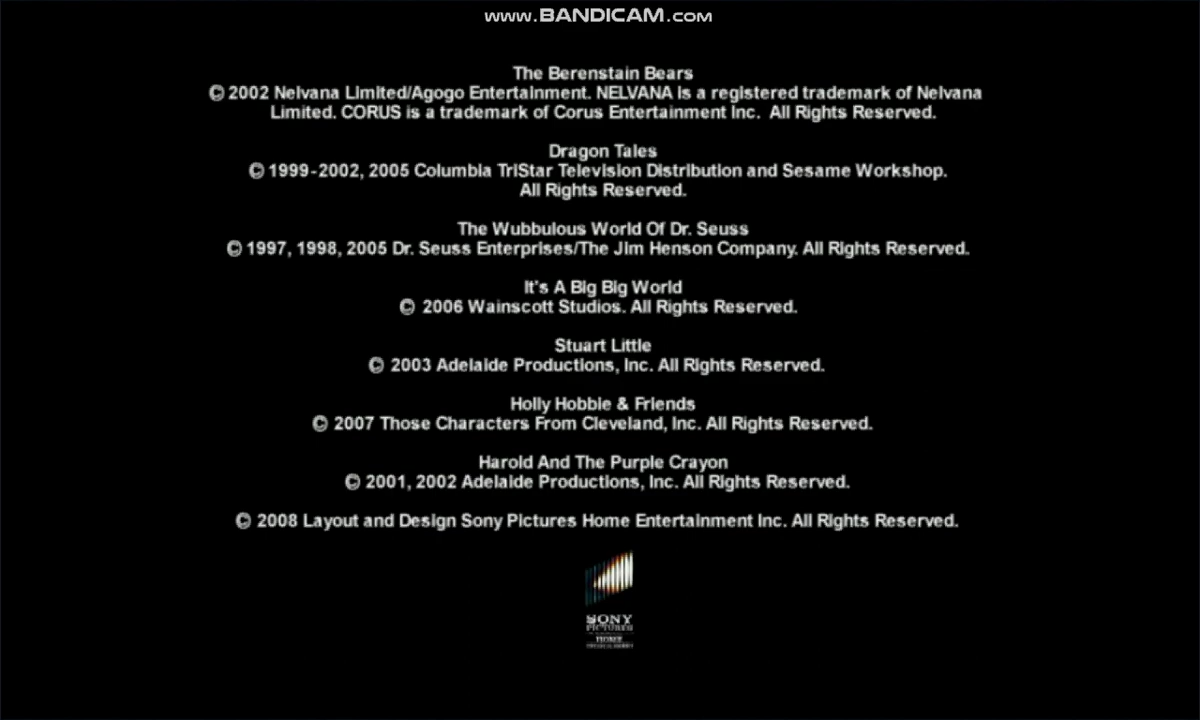 www.BANDICAM.com
The Berenstain Bears
© 2002 Nelvana Limited/Agogo Entertainment. NELVANA is a registered trademark of Nelvana
Limited. CORUS is a trademark of Corus Entertainment Inc. All Rights Reserved.
Dragon Tales
© 1999-2002, 2005 Columbia TriStar Television Distribution and Sesame Workshop.
All Rights Reserved.
The Wubbulous World Of Dr. Seuss
© 1997, 1998, 2005 Dr. Seuss Enterprises/The Jim Henson Company. All Rights Reserved.
It's A Big Big World
© 2006 Wainscott Studios. All Rights Reserved.
Stuart Little
© 2003 Adelaide Productions, Inc. All Rights Reserved.
Holly Hobbie & Friends
© 2007 Those Characters From Cleveland, Inc. All Rights Reserved.
Harold And The Purple Crayon
© 2001, 2002 Adelaide Productions, Inc. All Rights Reserved.
© 2008 Layout and Design Sony Pictures Home Entertainment Inc. All Rights Reserved.
SONY
PICTURES
HOME